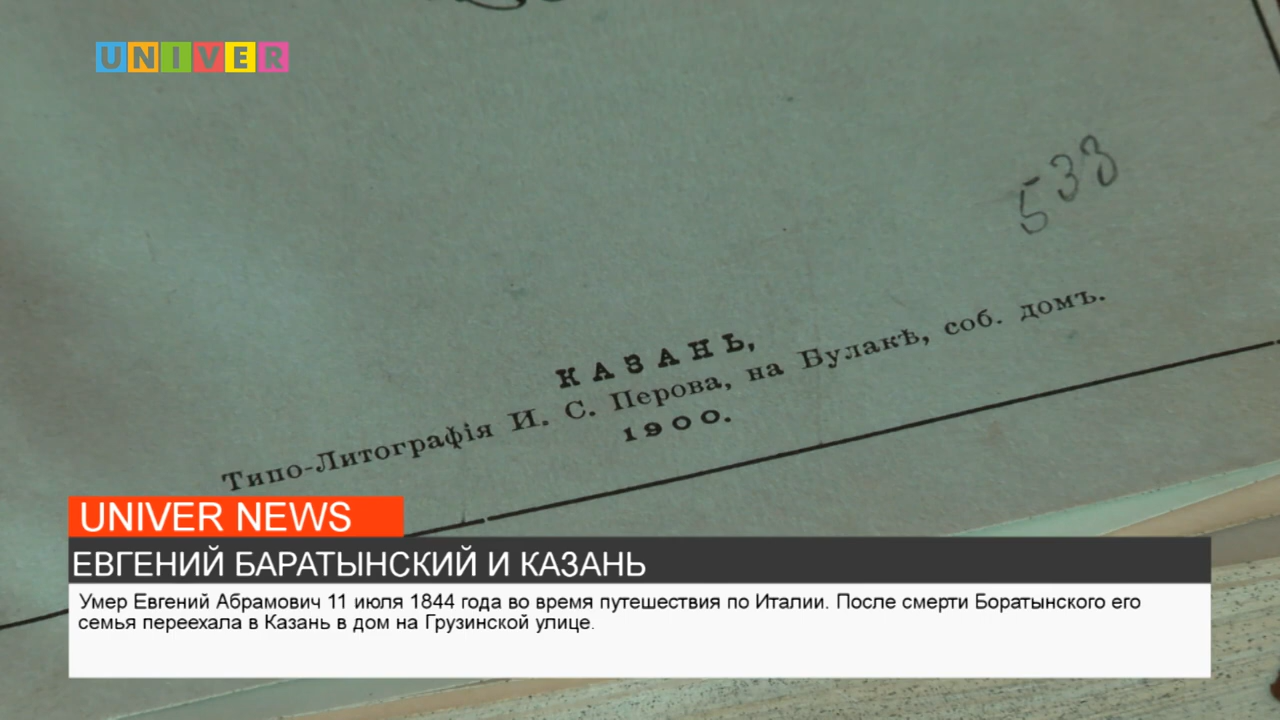 UNIVER
533
КАЗАНЬ,
Типо-Литографія И. С. Перова, на Булакѣ, соб. домъ.
1900.
UNIVER NEWS
ЕВГЕНИЙ БАРАТЫНСКИЙ И КАЗАНЬ
Умер Евгений Абрамович 11 июля 1844 года во время путешествия по Италии. После смерти Боратынского его
семья переехала в Казань в дом на Грузинской улице.